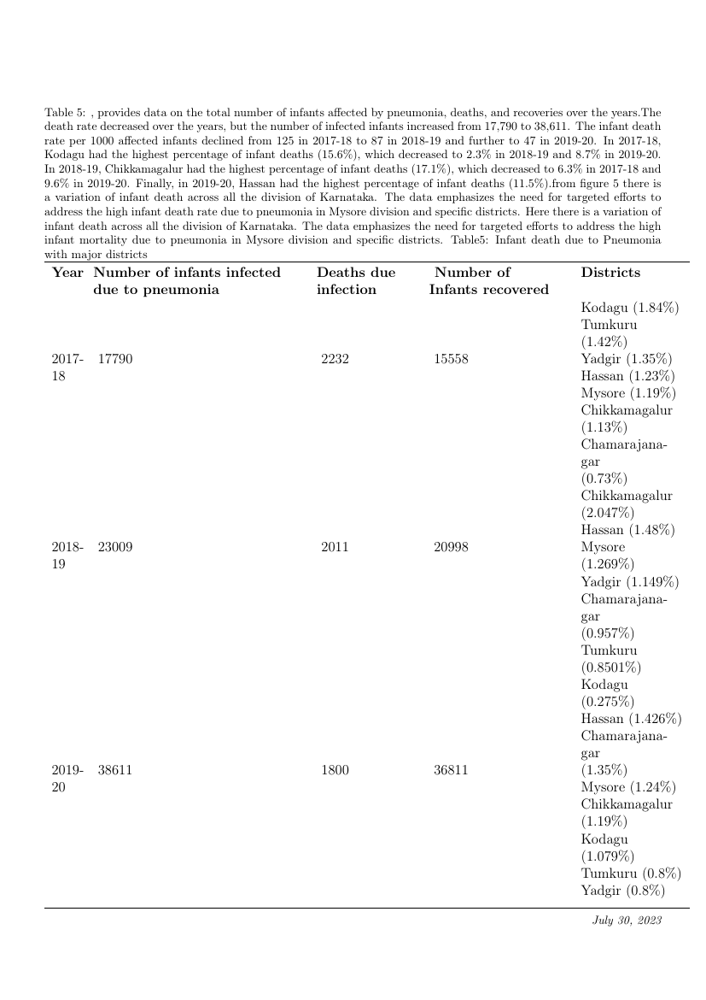 Table 5: , provides data on the total number of infants affected by pneumonia, deaths, and recoveries over the years.The
death rate decreased over the years, but the number of infected infants increased from 17,790 to 38,611. The infant death
rate per 1000 affected infants declined from 125 in 2017-18 to 87 in 2018-19 and further to 47 in 2019-20. In 2017-18,
Kodagu had the highest percentage of infant deaths (15.6%), which decreased to 2.3% in 2018-19 and 8.7% in 2019-20.
In 2018-19, Chikkamagalur had the highest percentage of infant deaths (17.1%), which decreased to 6.3% in 2017-18 and
9.6% in 2019-20. Finally, in 2019-20, Hassan had the highest percentage of infant deaths (11.5%).from figure 5 there is
a variation of infant death across all the division of Karnataka. The data emphasizes the need for targeted efforts to
address the high infant death rate due to pneumonia in Mysore division and specific districts. Here there is a variation of
infant death across all the division of Karnataka. The data emphasizes the need for targeted efforts to address the high
infant mortality due to pneumonia in Mysore division and specific districts. Table5: Infant death due to Pneumonia
with major districts
Year Number of infants infected Deaths due Number of Districts
due to pneumonia infection Infants recovered
Kodagu (1.84%)
Tumkuru
(1.42%)
2017- 17790 2232 15558 Yadgir (1.35%)
18 Hassan (1.23%)
Mysore (1.19%)
Chikkamagalur
(1.13%)
Chamarajana-
gar
(0.73%)
Chikkamagalur
(2.047%)
Hassan (1.48%)
2018- 23009 2011 20998 Mysore
19 (1.269%)
Yadgir (1.149%)
Chamarajana-
gar
(0.957%)
Tumkuru
(0.8501%)
Kodagu
(0.275%)
Hassan (1.426%)
Chamarajana-
gar
2019- 38611 1800 36811 (1.35%)
20 Mysore (1.24%)
Chikkamagalur
(1.19%)
Kodagu
(1.079%)
Tumkuru (0.8%)
Yadgir (0.8%)
July 30, 2023